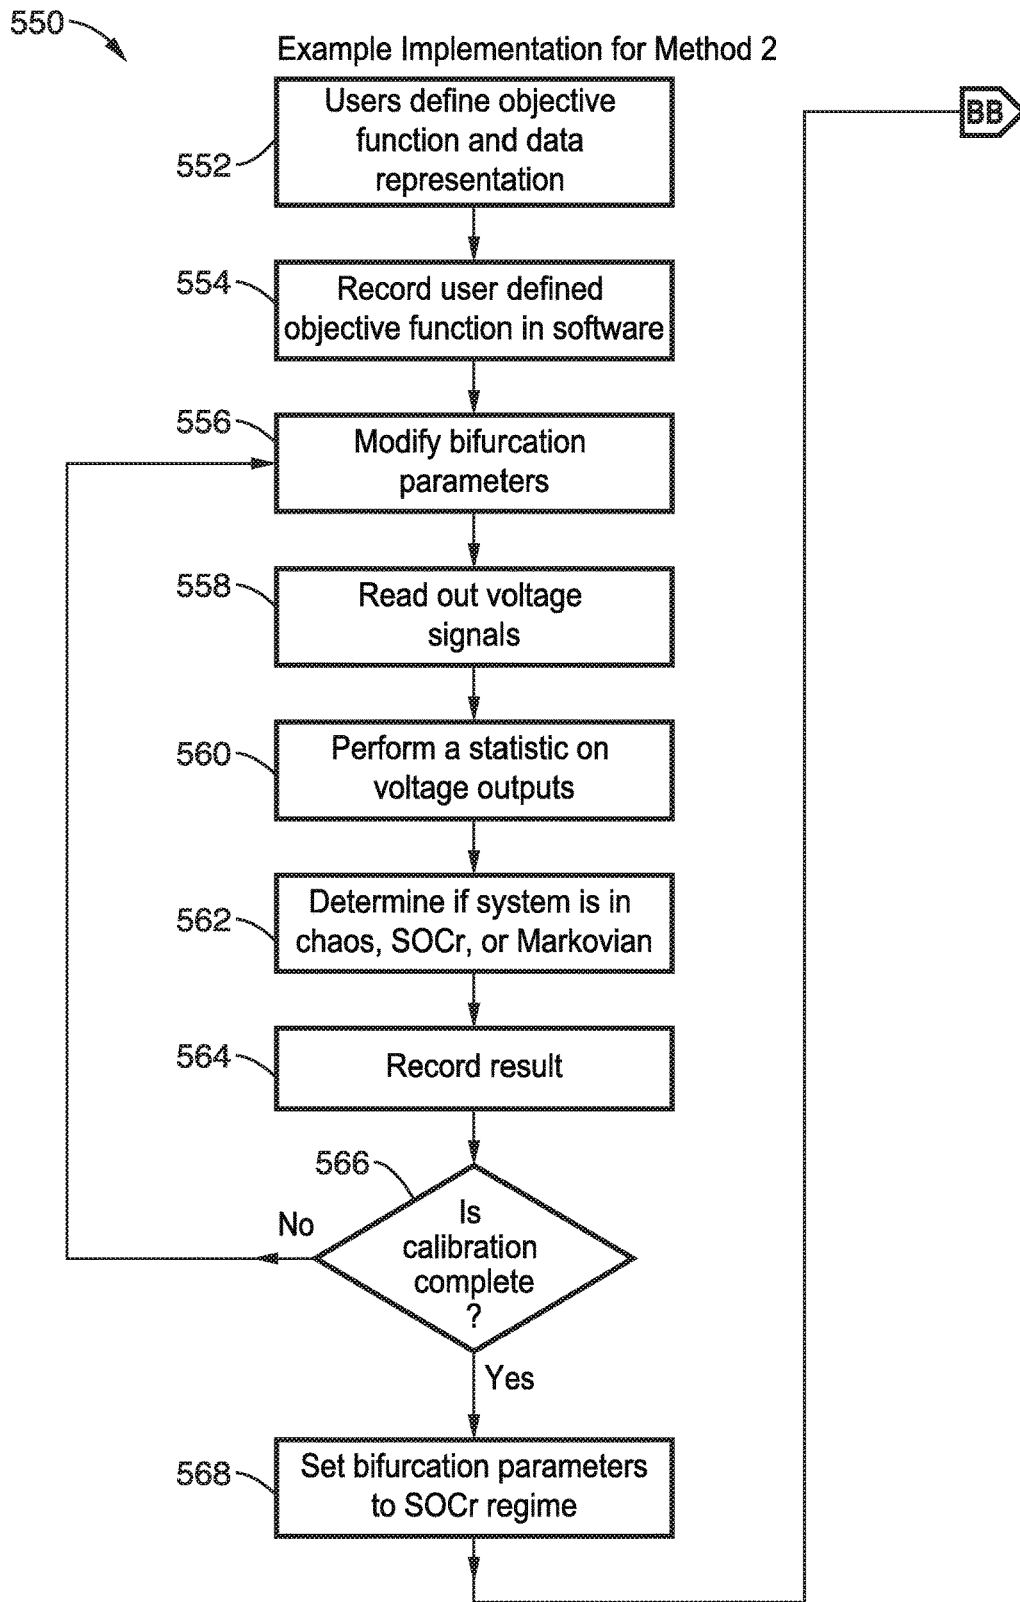 550
Example Implementation for Method 2
BB
552
Users define objective
function and data
representation
554
Record user defined
objective function in software
556
Modify bifurcation
parameters
558
Read out voltage
signals
560
Perform a statistic on
voltage outputs
562
Determine if system is in
chaos, SOCr, or Markovian
564
Record result
566
Is
calibration
complete
?
No
Yes
568
Set bifurcation parameters
to SOCr regime